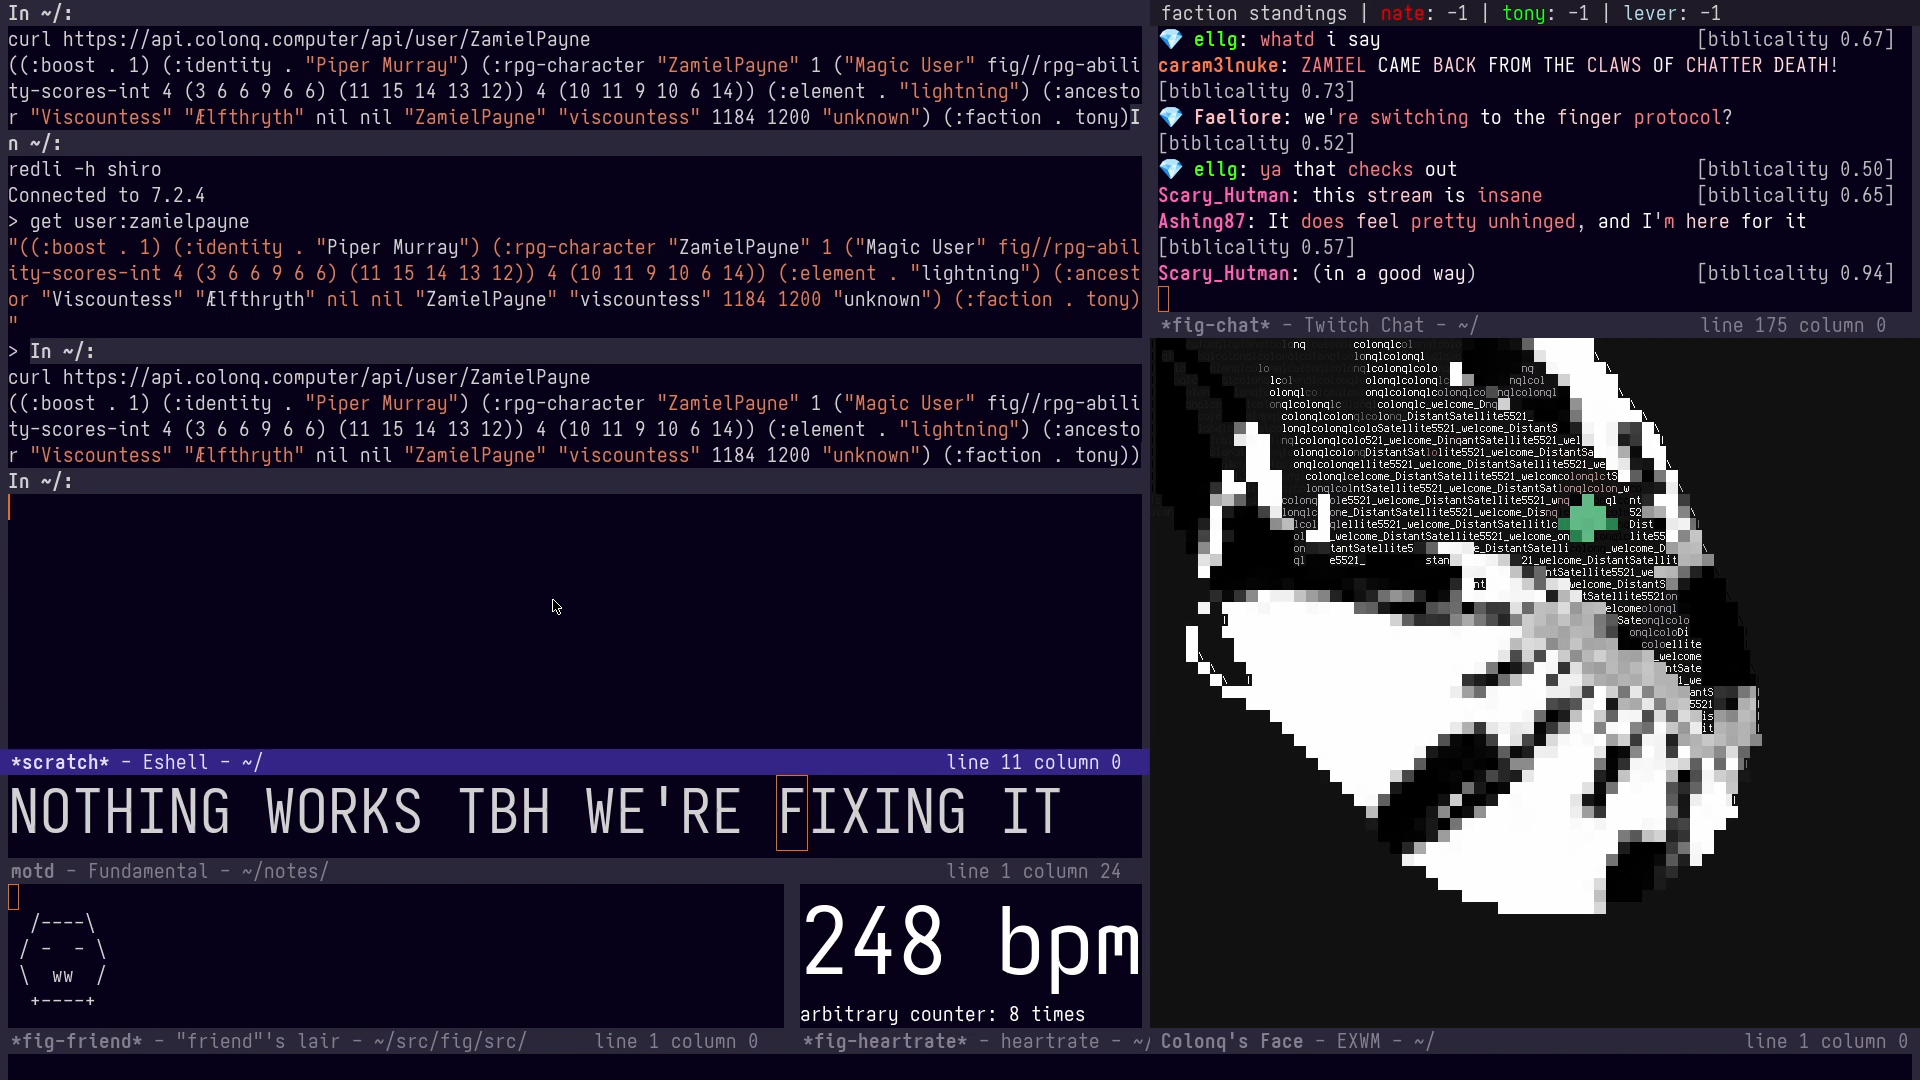 In ~/:
curl https://api.colonq.computer/api/user/ZamielPayne
((:boost . 1) (:identity . "Piper Murray") (:rpg-character "ZamielPayne" 1 ("Magic User" fig//rpg-abili
ty-scores-int 4 (3 6 6 9 6 6) (11 15 14 13 12)) 4 (10 11 9 10 6 14)) (:element . "lightning") (:ancesto
r "Viscountess" "Ælfthryth" nil nil "ZamielPayne" "viscountess" 1184 1200 "unknown") (:faction . tony)I
n ~/:
redli -h shiro
Connected to 7.2.4
> get user:zamielpayne
"((:boost . 1) (:identity . "Piper Murray") (:rpg-character "ZamielPayne" 1 ("Magic User" fig//rpg-abil
ity-scores-int 4 (3 6 6 9 6 6) (11 15 14 13 12)) 4 (10 11 9 10 6 14)) (:element . "lightning") (:ancest
or "Viscountess" "Ælfthryth" nil nil "ZamielPayne" "viscountess" 1184 1200 "unknown") (:faction . tony)
"
> In ~/:
curl https://api.colonq.computer/api/user/ZamielPayne
((:boost . 1) (:identity . "Piper Murray") (:rpg-character "ZamielPayne" 1 ("Magic User" fig//rpg-abili
ty-scores-int 4 (3 6 6 9 6 6) (11 15 14 13 12)) 4 (10 11 9 10 6 14)) (:element . "lightning") (:ancesto
r "Viscountess" "Ælfthryth" nil nil "ZamielPayne" "viscountess" 1184 1200 "unknown") (:faction . tony))
In ~/:
*scratch* - Eshell - ~/ line 11 column 0
NOTHING WORKS TBH WE'RE FIXING IT
motd - Fundamental - ~/notes/ line 1 column 24
/----\
/ -  - \
\  ww  /
+----+
*fig-friend* - "friend"'s lair - ~/src/fig/src/ line 1 column 0
248 bpm
arbitrary counter: 8 times
*fig-heartrate* - heartrate - ~/
faction standings | nate: -1 | tony: -1 | lever: -1
ellg: whatd i say [biblicality 0.67]
caram3lnuke: ZAMIEL CAME BACK FROM THE CLAWS OF CHATTER DEATH!
[biblicality 0.73]
Faeliore: we're switching to the finger protocol?
[biblicality 0.52]
ellg: ya that checks out [biblicality 0.50]
Scary_Hutman: this stream is insane [biblicality 0.65]
Ashing87: It does feel pretty unhinged, and I'm here for it
[biblicality 0.57]
Scary_Hutman: (in a good way) [biblicality 0.94]
*fig-chat* - Twitch Chat - ~/ line 175 column 0
Colonq's Face - EXWM - ~/ line 1 column 0